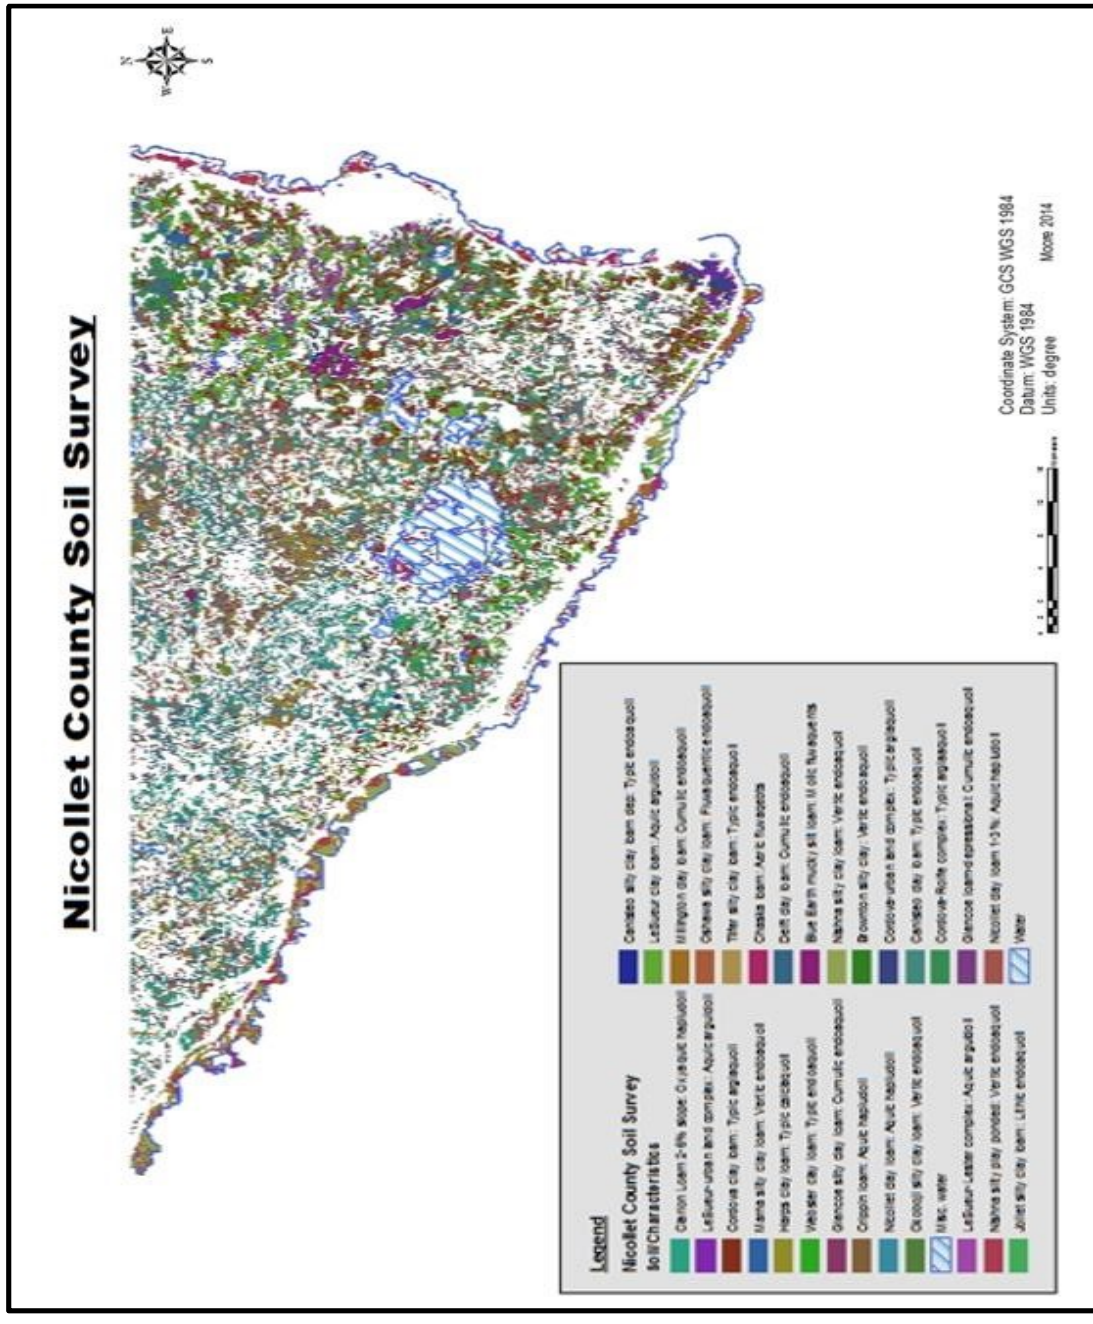 Nicollet County Soil Survey
N
E
S
W
Legend
Nicollet County Soil Survey
Soil/Characteristics
Clarion Loam 2-6% slope: Oxyaquic hapludoll
LeSueur-urban land complex: Aquic argiudoll
Cordova clay loam: Typic argiaquoll
Marna silty clay loam: Vertic endoaquoll
Harps clay loam: Typic calciaquoll
Webster clay loam: Typic endoaquoll
Glencoe silty clay loam: Cumulic endoaquoll
Crippin loam: Aquic hapludoll
Nicollet clay loam: Aquic hapludoll
Okoboji silty clay loam: Vertic endoaquoll
Misc. water
LeSueur-Lester complex: Aquic argiudoll
Nahna silty play ponded: Vertic endoaquoll
Joliet silty clay loam: Lithic endoaquoll
Canisteo silty clay loam dep: Typic endoaquoll
LeSueur clay loam: Aquic argiudoll
Millington clay loam: Cumulic endoaquoll
Oshawa silty clay loam: Fluvaquentic endoaquoll
Tilfer silty clay loam: Typic endoaquoll
Chaska loam: Aeric fluvaqents
Delft clay loam: Cumulic endoaquoll
Blue Earth mucky silt loam: Mollic fluvaquents
Nahna silty clay loam: Vertic endoaquoll
Brownton silty clay: Vertic endoaquoll
Cordova-urban land complex: Typic argiaquoll
Canisteo clay loam: Typic endoaquoll
Cordova-Rolfe complex: Typic argiaquoll
Glencoe loam-depressional: Cumulic endoaquoll
Nicollet clay loam 1-3%: Aquic hapludoll
Water
Coordinate System: GCS WGS 1984
Datum: WGS 1984
Units: degree
Moore 2014